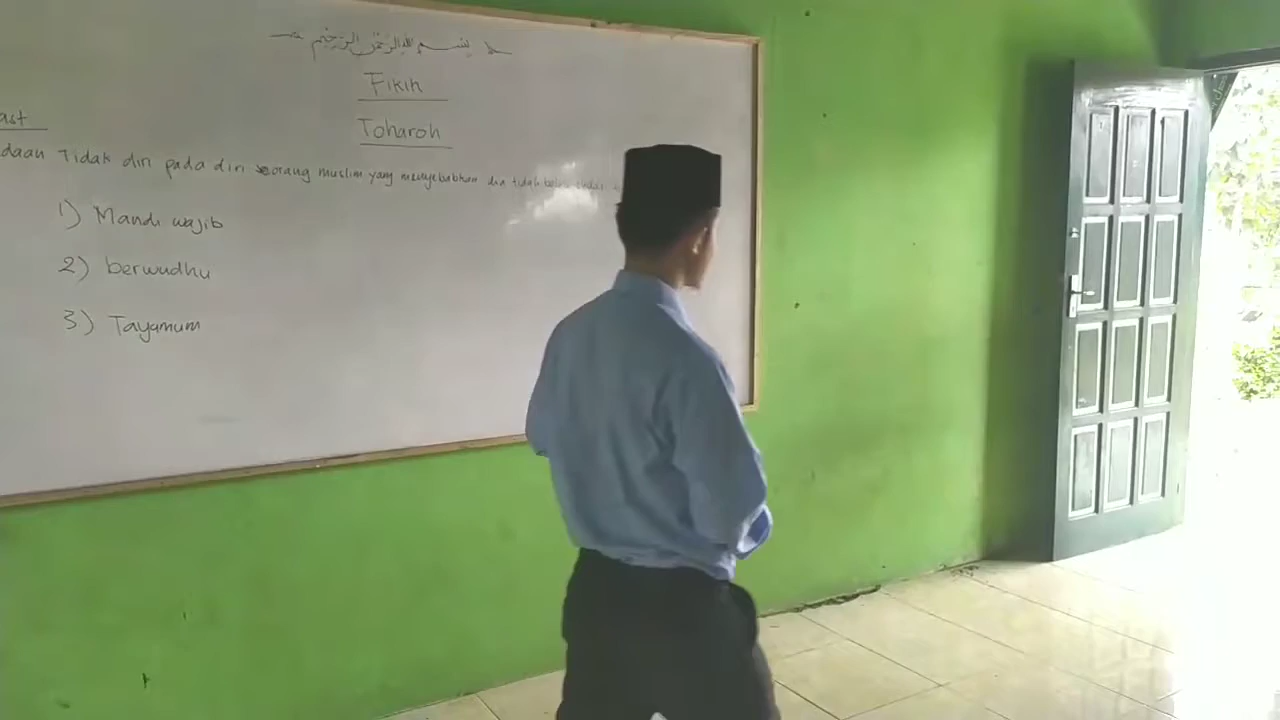 بسم الله الرحمن الرحيم
Fikih
Toharoh
ast
daan Tidak diri pada diri seorang muslim yang menyebabkan dia tidak
1) Mandi wajib
2) berwudhu
3) Tayamum